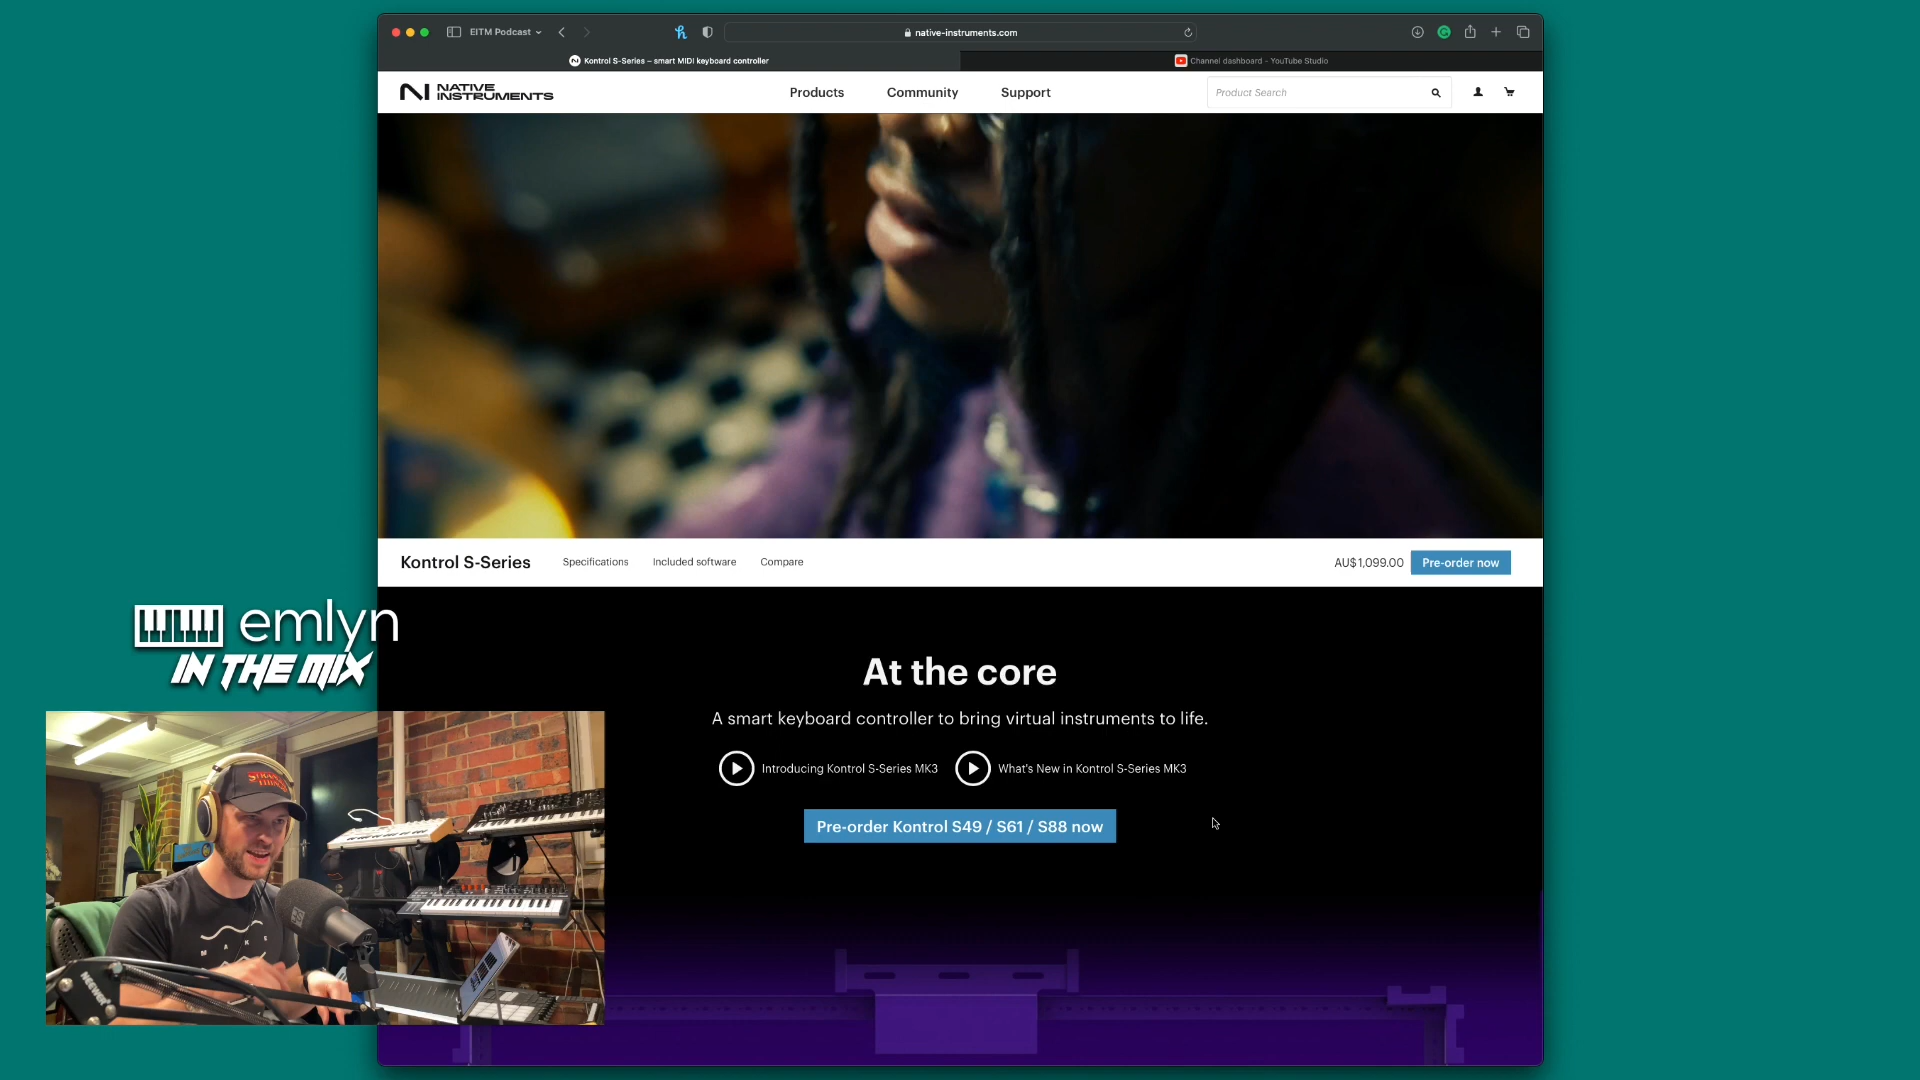 EITM Podcast
native-instruments.com
Kontrol S-Series – smart MIDI keyboard controller
Channel dashboard - YouTube Studio
NATIVE
INSTRUMENTS
Products
Community
Support
Product Search
Kontrol S-Series
Specifications
Included software
Compare
AU$1,099.00
Pre-order now
emlyn
IN THE MIX
At the core
A smart keyboard controller to bring virtual instruments to life.
Introducing Kontrol S-Series MK3
What's New in Kontrol S-Series MK3
Pre-order Kontrol S49 / S61 / S88 now
MAKE
NEEWER